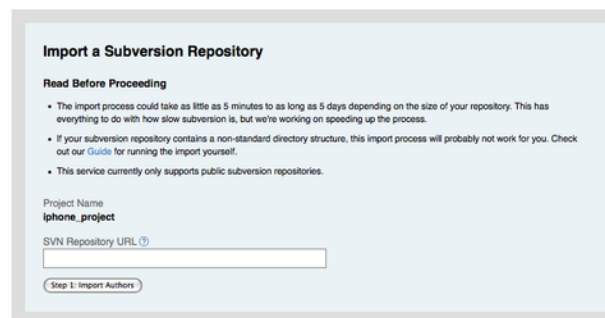 Import a Subversion Repository
Read Before Proceeding
• The import process could take as little as 5 minutes to as long as 5 days depending on the size of your repository. This has
everything to do with how slow subversion is, but we're working on speeding up the process.
• If your subversion repository contains a non-standard directory structure, this import process will probably not work for you. Check
out our Guide for running the import yourself.
• This service currently only supports public subversion repositories.
Project Name
iphone_project
SVN Repository URL (?)
Step 1: Import Authors